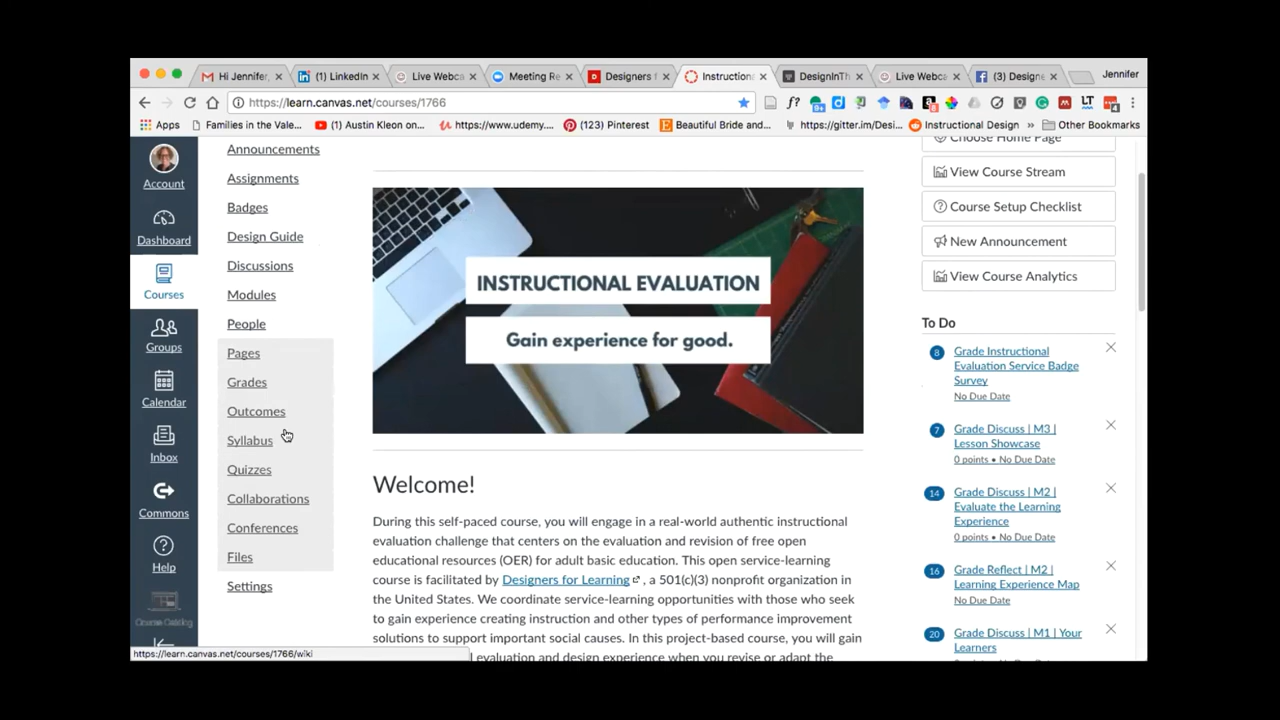 Hi Jennifer,
(1) LinkedIn
Live Webca
Meeting Re
Designers f
Instruction
DesignInTh
Live Webca
(3) Designe
Jennifer
https://learn.canvas.net/courses/1766
Apps
Families in the Vale...
(1) Austin Kleon on...
https://www.udemy....
(123) Pinterest
Beautiful Bride and...
https://gitter.im/Desi...
Instructional Design
»
Other Bookmarks
Account
Dashboard
Courses
Groups
Calendar
Inbox
Commons
Help
Course Catalog
Announcements
Assignments
Badges
Design Guide
Discussions
Modules
People
Pages
Grades
Outcomes
Syllabus
Quizzes
Collaborations
Conferences
Files
Settings
INSTRUCTIONAL EVALUATION
Gain experience for good.
Welcome!
During this self-paced course, you will engage in a real-world authentic instructional
evaluation challenge that centers on the evaluation and revision of free open
educational resources (OER) for adult basic education. This open service-learning
course is facilitated by Designers for Learning , a 501(c)(3) nonprofit organization in
the United States. We coordinate service-learning opportunities with those who seek
to gain experience creating instruction and other types of performance improvement
solutions to support important social causes. In this project-based course, you will gain
l evaluation and design experience when you revise or adapt the
Choose Home Page
View Course Stream
Course Setup Checklist
New Announcement
View Course Analytics
To Do
8
Grade Instructional
Evaluation Service Badge
Survey
No Due Date
7
Grade Discuss | M3 |
Lesson Showcase
0 points • No Due Date
14
Grade Discuss | M2 |
Evaluate the Learning
Experience
0 points • No Due Date
16
Grade Reflect | M2 |
Learning Experience Map
No Due Date
20
Grade Discuss | M1 | Your
Learners
https://learn.canvas.net/courses/1766/wiki